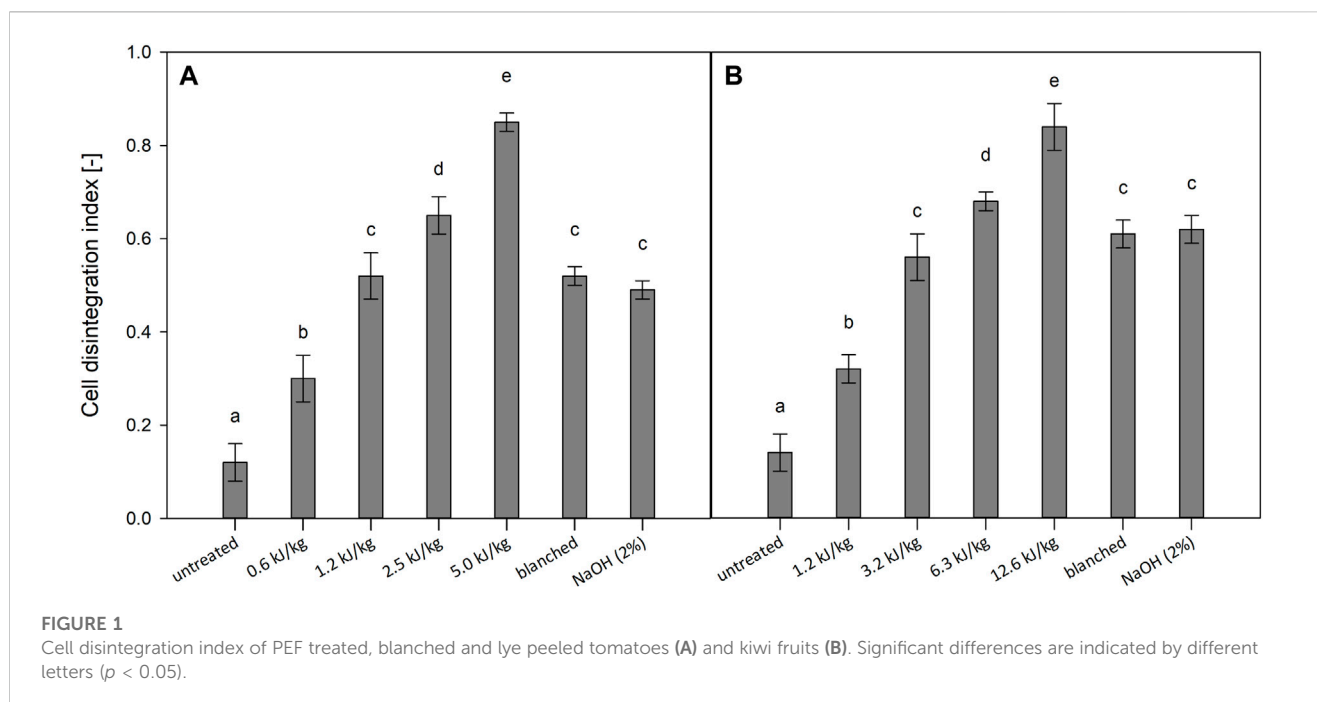 1.0
0.8
0.6
0.4
0.2
0.0
Cell disintegration index [-]
A
a
b
c
d
e
c
c
untreated
0.6 kJ/kg
1.2 kJ/kg
2.5 kJ/kg
5.0 kJ/kg
blanched
NaOH (2%)
B
a
b
c
d
e
c
c
untreated
1.2 kJ/kg
3.2 kJ/kg
6.3 kJ/kg
12.6 kJ/kg
blanched
NaOH (2%)
FIGURE 1
Cell disintegration index of PEF treated, blanched and lye peeled tomatoes (A) and kiwi fruits (B). Significant differences are indicated by different
letters (p < 0.05).